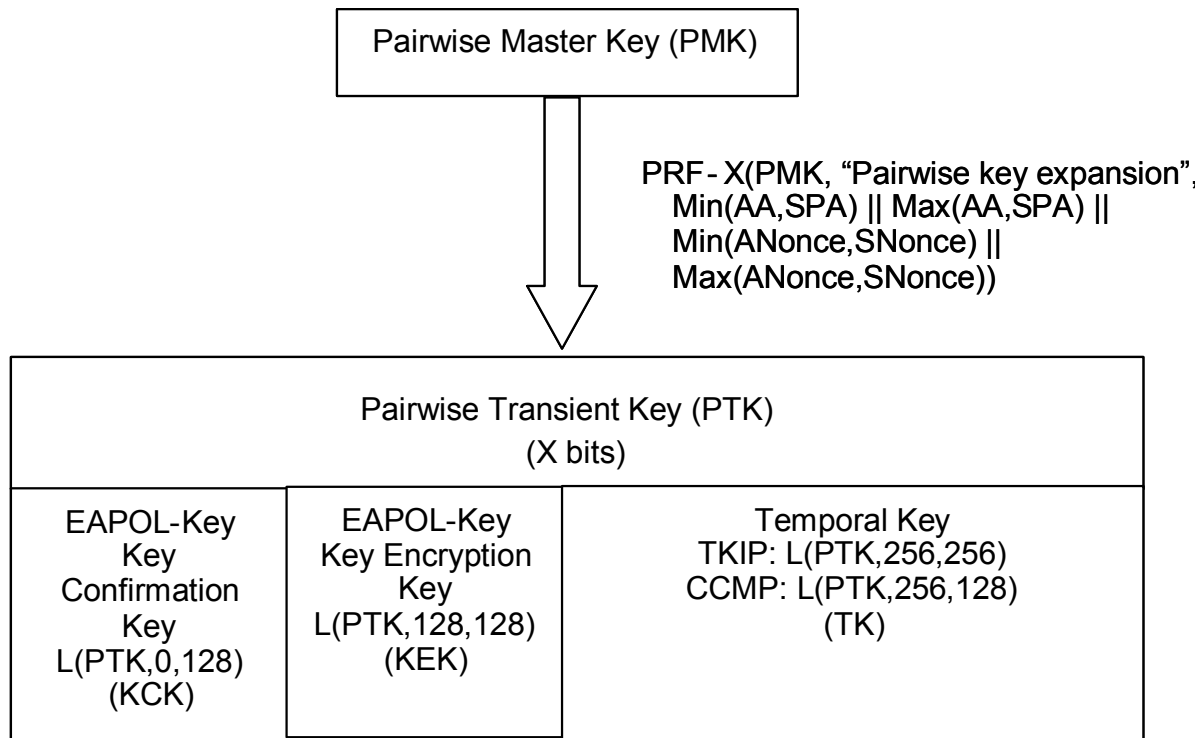 Pairwise Master Key (PMK)
PRF- X(PMK, “Pairwise key expansion”,
Min(AA,SPA) || Max(AA,SPA) ||
Min(ANonce,SNonce) ||
Max(ANonce,SNonce))
Pairwise Transient Key (PTK)
(X bits)
EAPOL-Key
Key
Confirmation
Key
L(PTK,0,128)
(KCK)
EAPOL-Key
Key Encryption
Key
L(PTK,128,128)
(KEK)
Temporal Key
TKIP: L(PTK,256,256)
CCMP: L(PTK,256,128)
(TK)